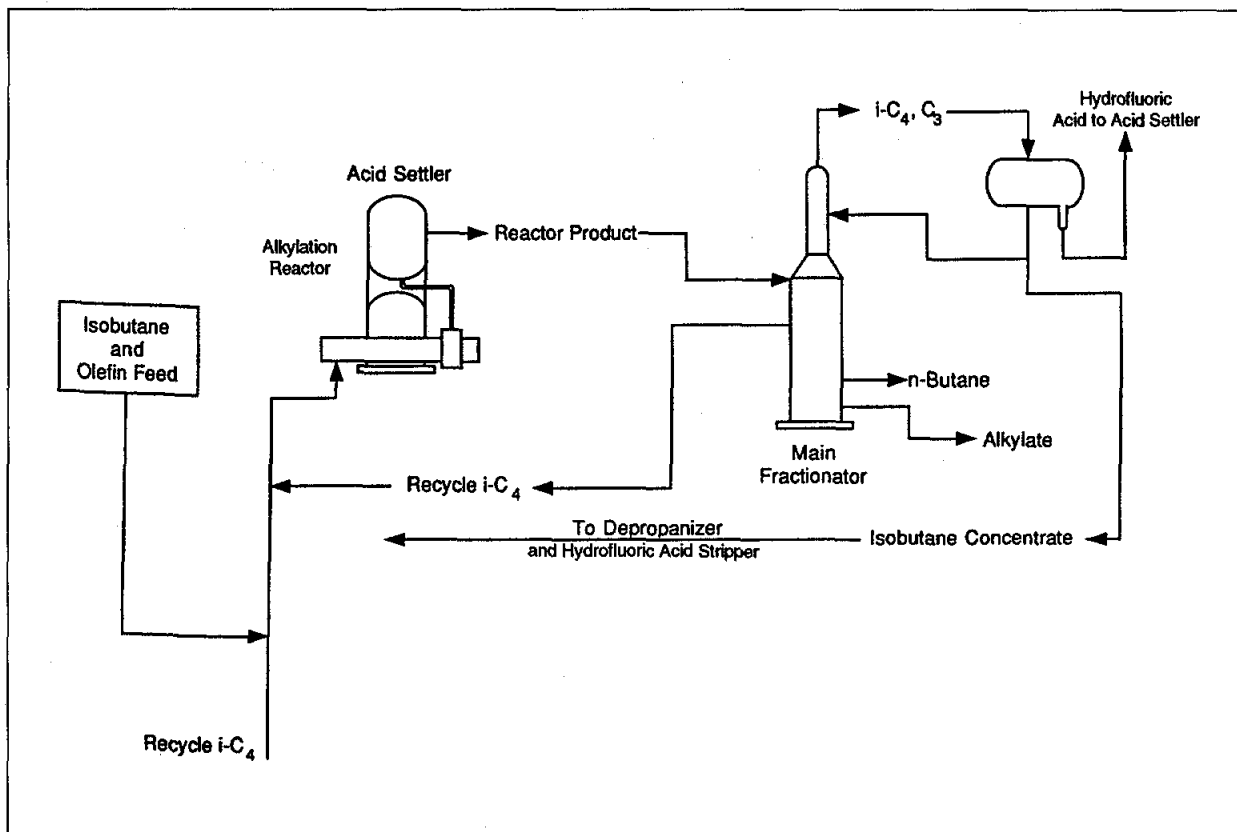 i-C4, C3
Hydrofluoric
Acid to Acid Settler
Acid Settler
Alkylation
Reactor
Reactor Product
Isobutane
and
Olefin Feed
n-Butane
Alkylate
Main
Fractionator
Recycle i-C4
To Depropanizer
and Hydrofluoric Acid Stripper
Isobutane Concentrate
Recycle i-C4